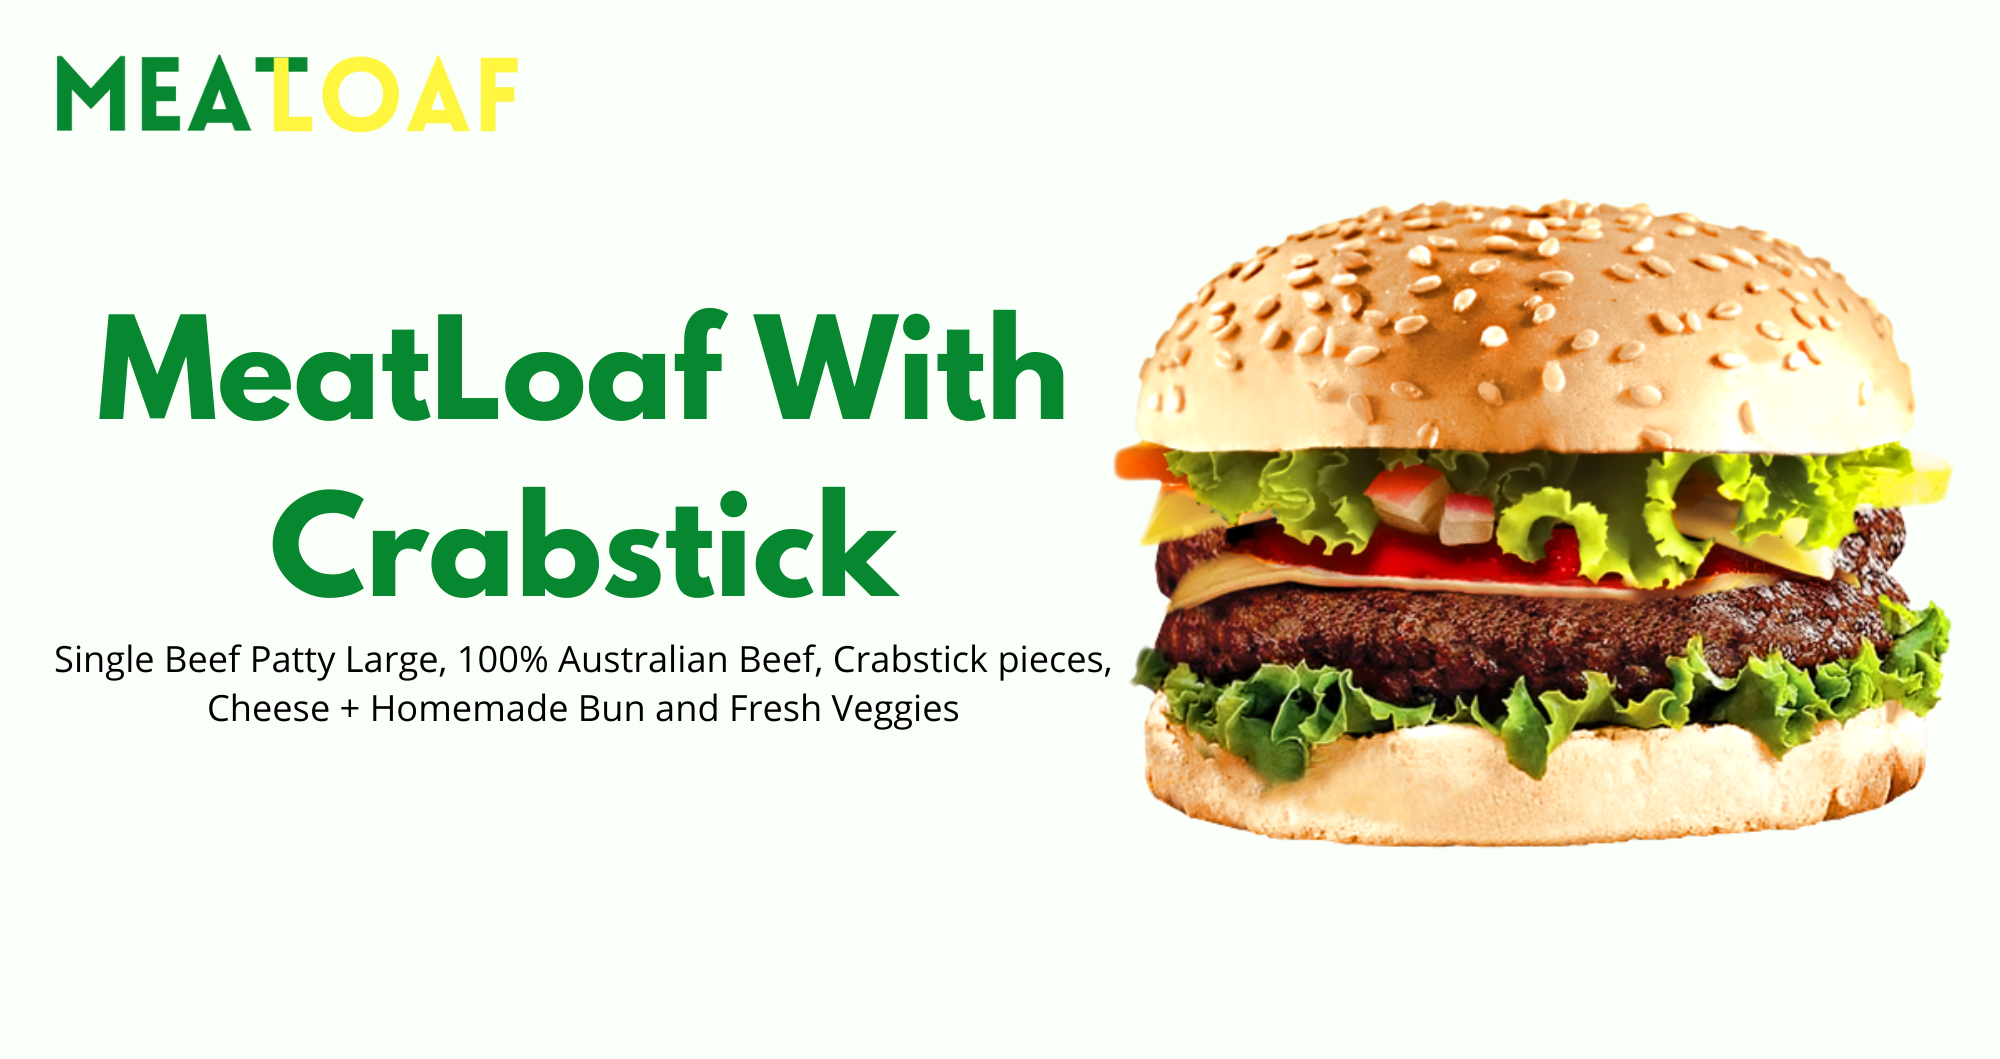 MEATLOAF
MeatLoaf With
Crabstick
Single Beef Patty Large, 100% Australian Beef, Crabstick pieces,
Cheese + Homemade Bun and Fresh Veggies